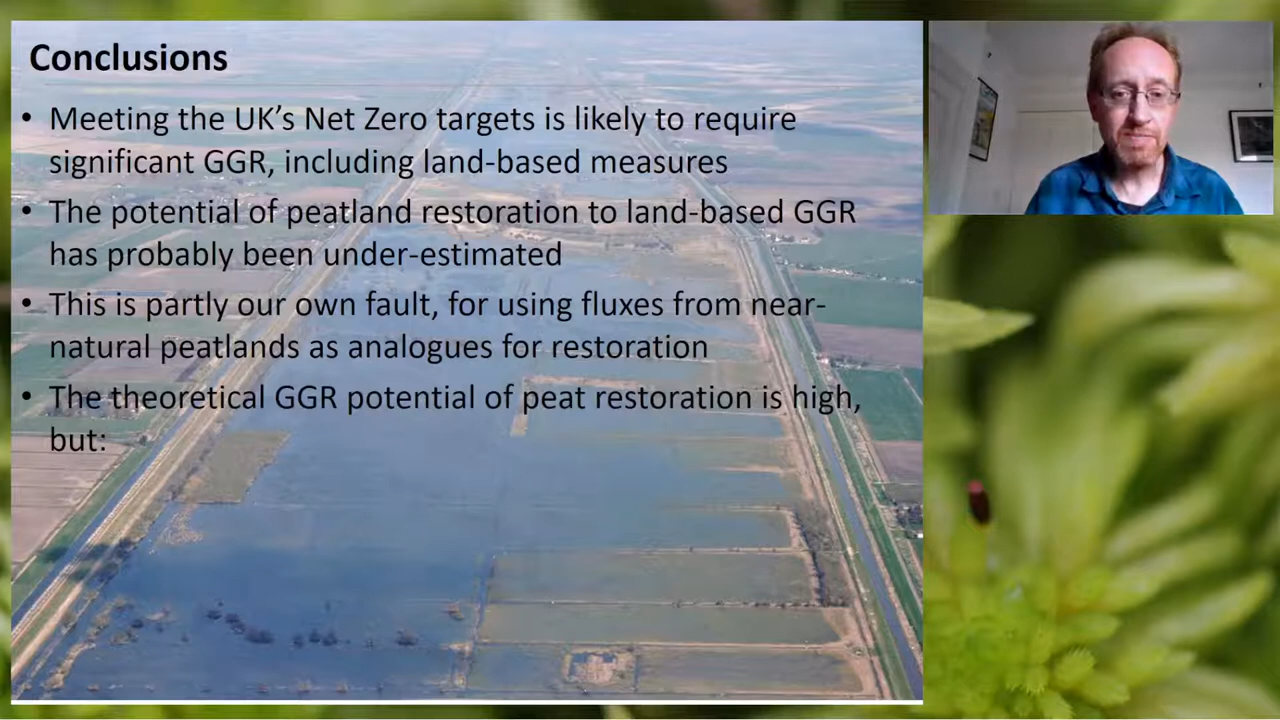 Conclusions
• Meeting the UK’s Net Zero targets is likely to require
significant GGR, including land-based measures
• The potential of peatland restoration to land-based GGR
has probably been under-estimated
• This is partly our own fault, for using fluxes from near-
natural peatlands as analogues for restoration
• The theoretical GGR potential of peat restoration is high,
but: